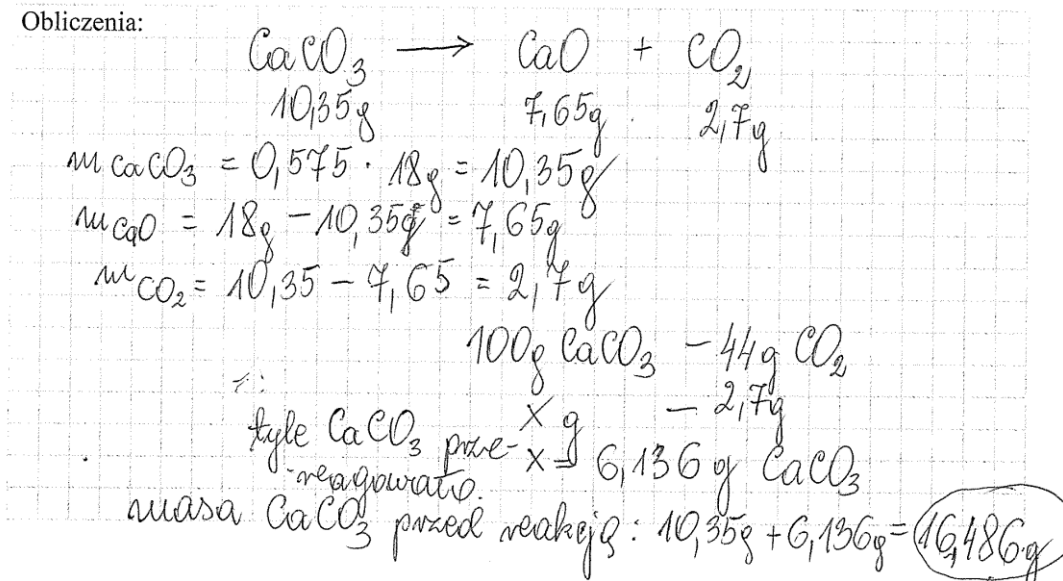 Obliczenia:
CaCO₃ ⟶ CaO + CO₂
10,35g 7,65g 2,7g
m CaCO₃ = 0,575 · 18g = 10,35g
m CaO = 18g − 10,35g = 7,65g
m CO₂ = 10,35 − 7,65 = 2,7g
100g CaCO₃ − 44g CO₂
x g − 2,7g
tyle CaCO₃ prze-
-reagowało.
x = 6,136g CaCO₃
masa CaCO₃ przed reakcją: 10,35g + 6,136g = 16,486g